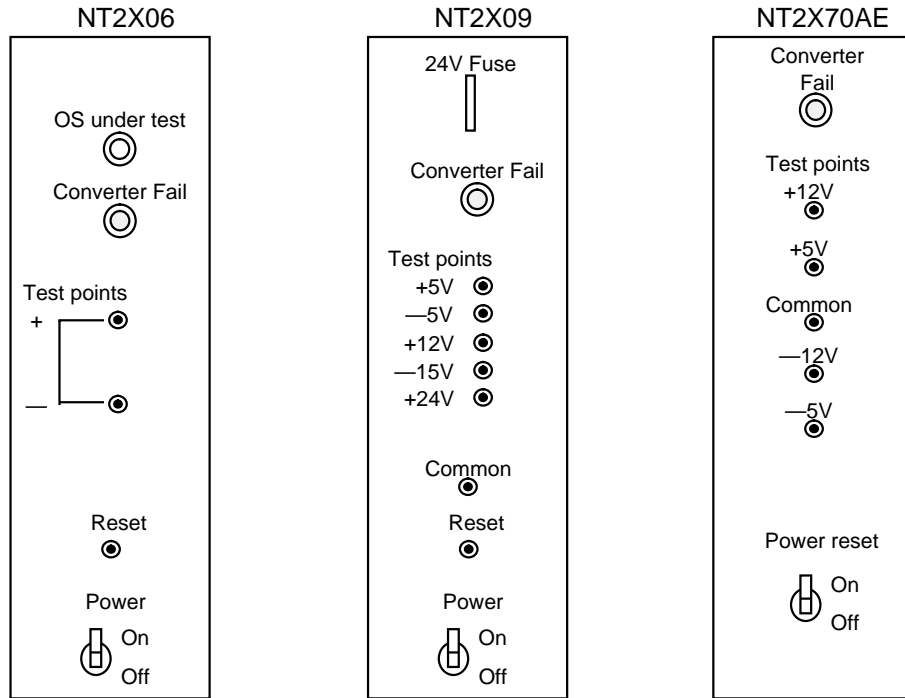 NT2X06
OS under test
Converter Fail
Test points
+
—
Reset
Power
On
Off
NT2X09
24V Fuse
Converter Fail
Test points
+5V
—5V
+12V
—15V
+24V
Common
Reset
Power
On
Off
NT2X70AE
Converter
Fail
Test points
+12V
+5V
Common
—12V
—5V
Power reset
On
Off